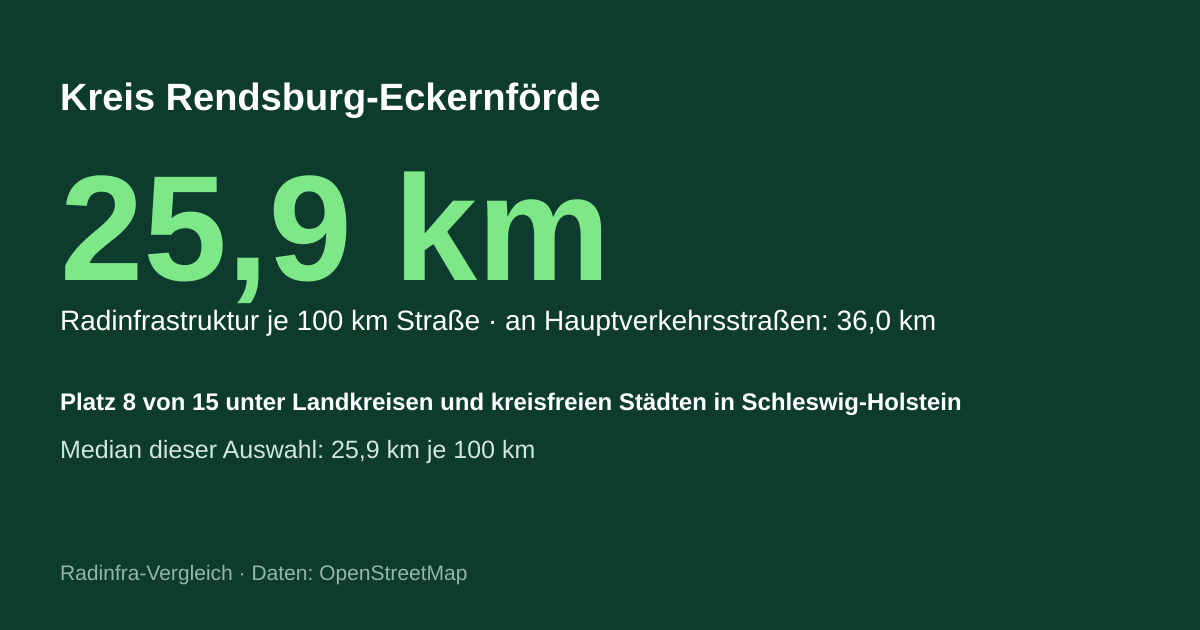 Kreis Rendsburg-Eckernförde
25,9 km
Radinfrastruktur je 100 km Straße · an Hauptverkehrsstraßen: 36,0 km
Platz 8 von 15 unter Landkreisen und kreisfreien Städten in Schleswig-Holstein
Median dieser Auswahl: 25,9 km je 100 km
Radinfra-Vergleich · Daten: OpenStreetMap